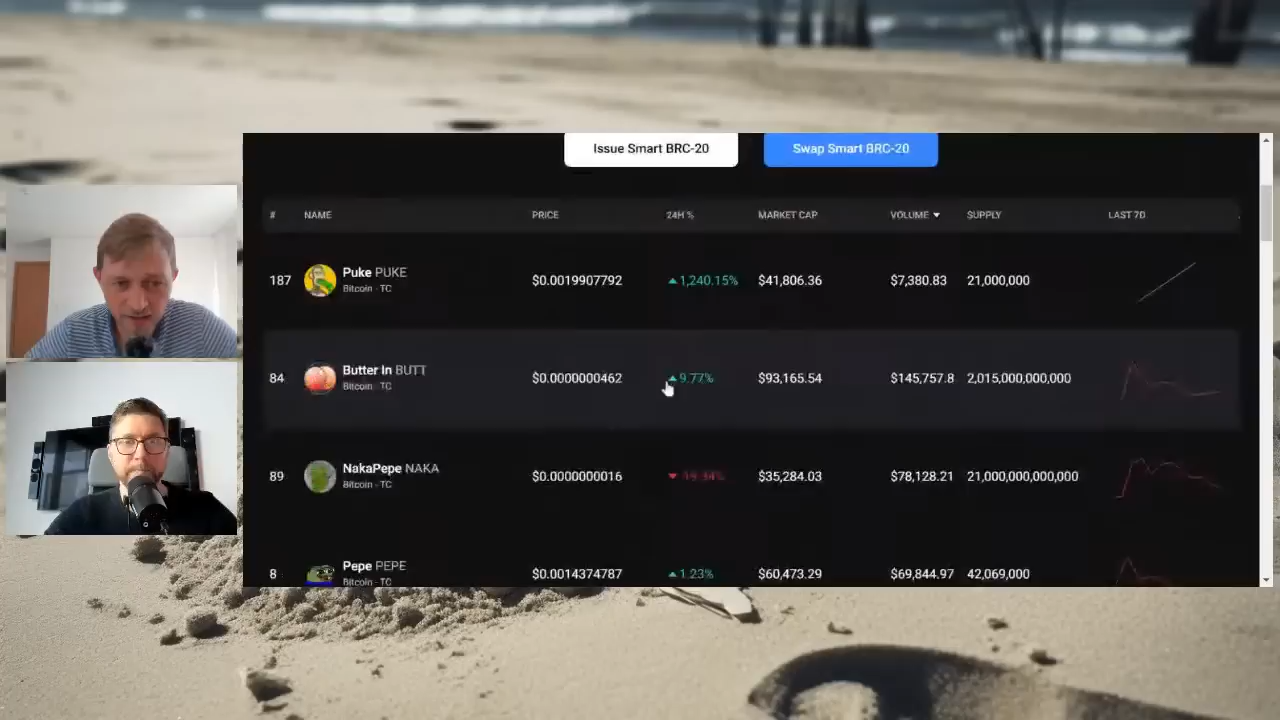 Issue Smart BRC-20 Swap Smart BRC-20
# NAME PRICE 24H % MARKET CAP VOLUME SUPPLY LAST 7D
187 Puke PUKE $0.0019907792 1,240.15% $41,806.36 $7,380.83 21,000,000
Bitcoin · TC
84 Butter In BUTT $0.0000000462 9.77% $93,165.54 $145,757.8 2,015,000,000,000
Bitcoin · TC
89 NakaPepe NAKA $0.0000000016 $35,284.03 $78,128.21 21,000,000,000,000
Bitcoin · TC
8 Pepe PEPE $0.0014374787 1.23% $60,473.29 $69,844.97 42,069,000
Bitcoin · TC